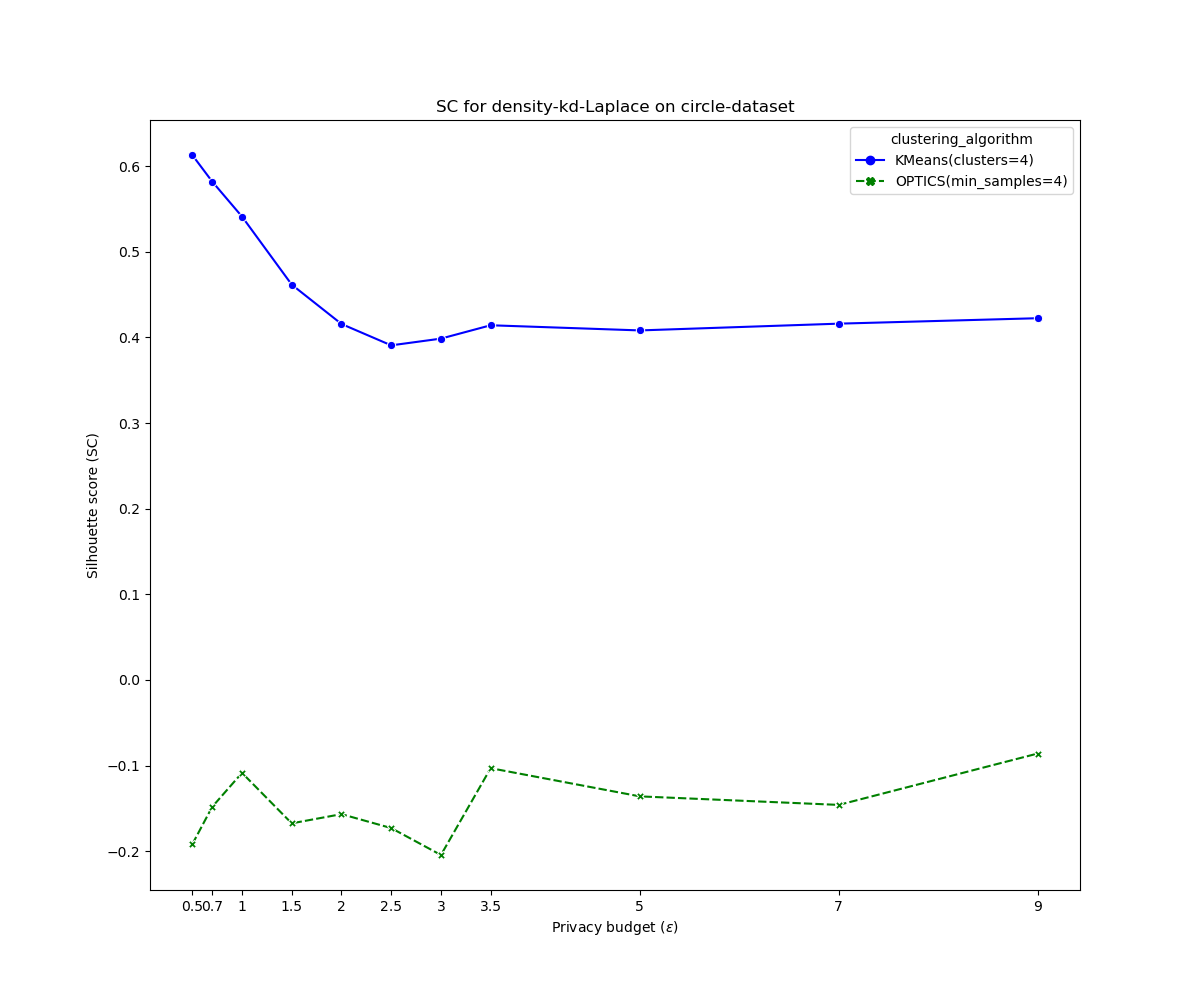 SC for density-kd-Laplace on circle-dataset
clustering_algorithm
KMeans(clusters=4)
OPTICS(min_samples=4)
Silhouette score (SC)
0.6
0.5
0.4
0.3
0.2
0.1
0.0
−0.1
−0.2
0.5 0.7 1 1.5 2 2.5 3 3.5 5 7 9
Privacy budget (ε)